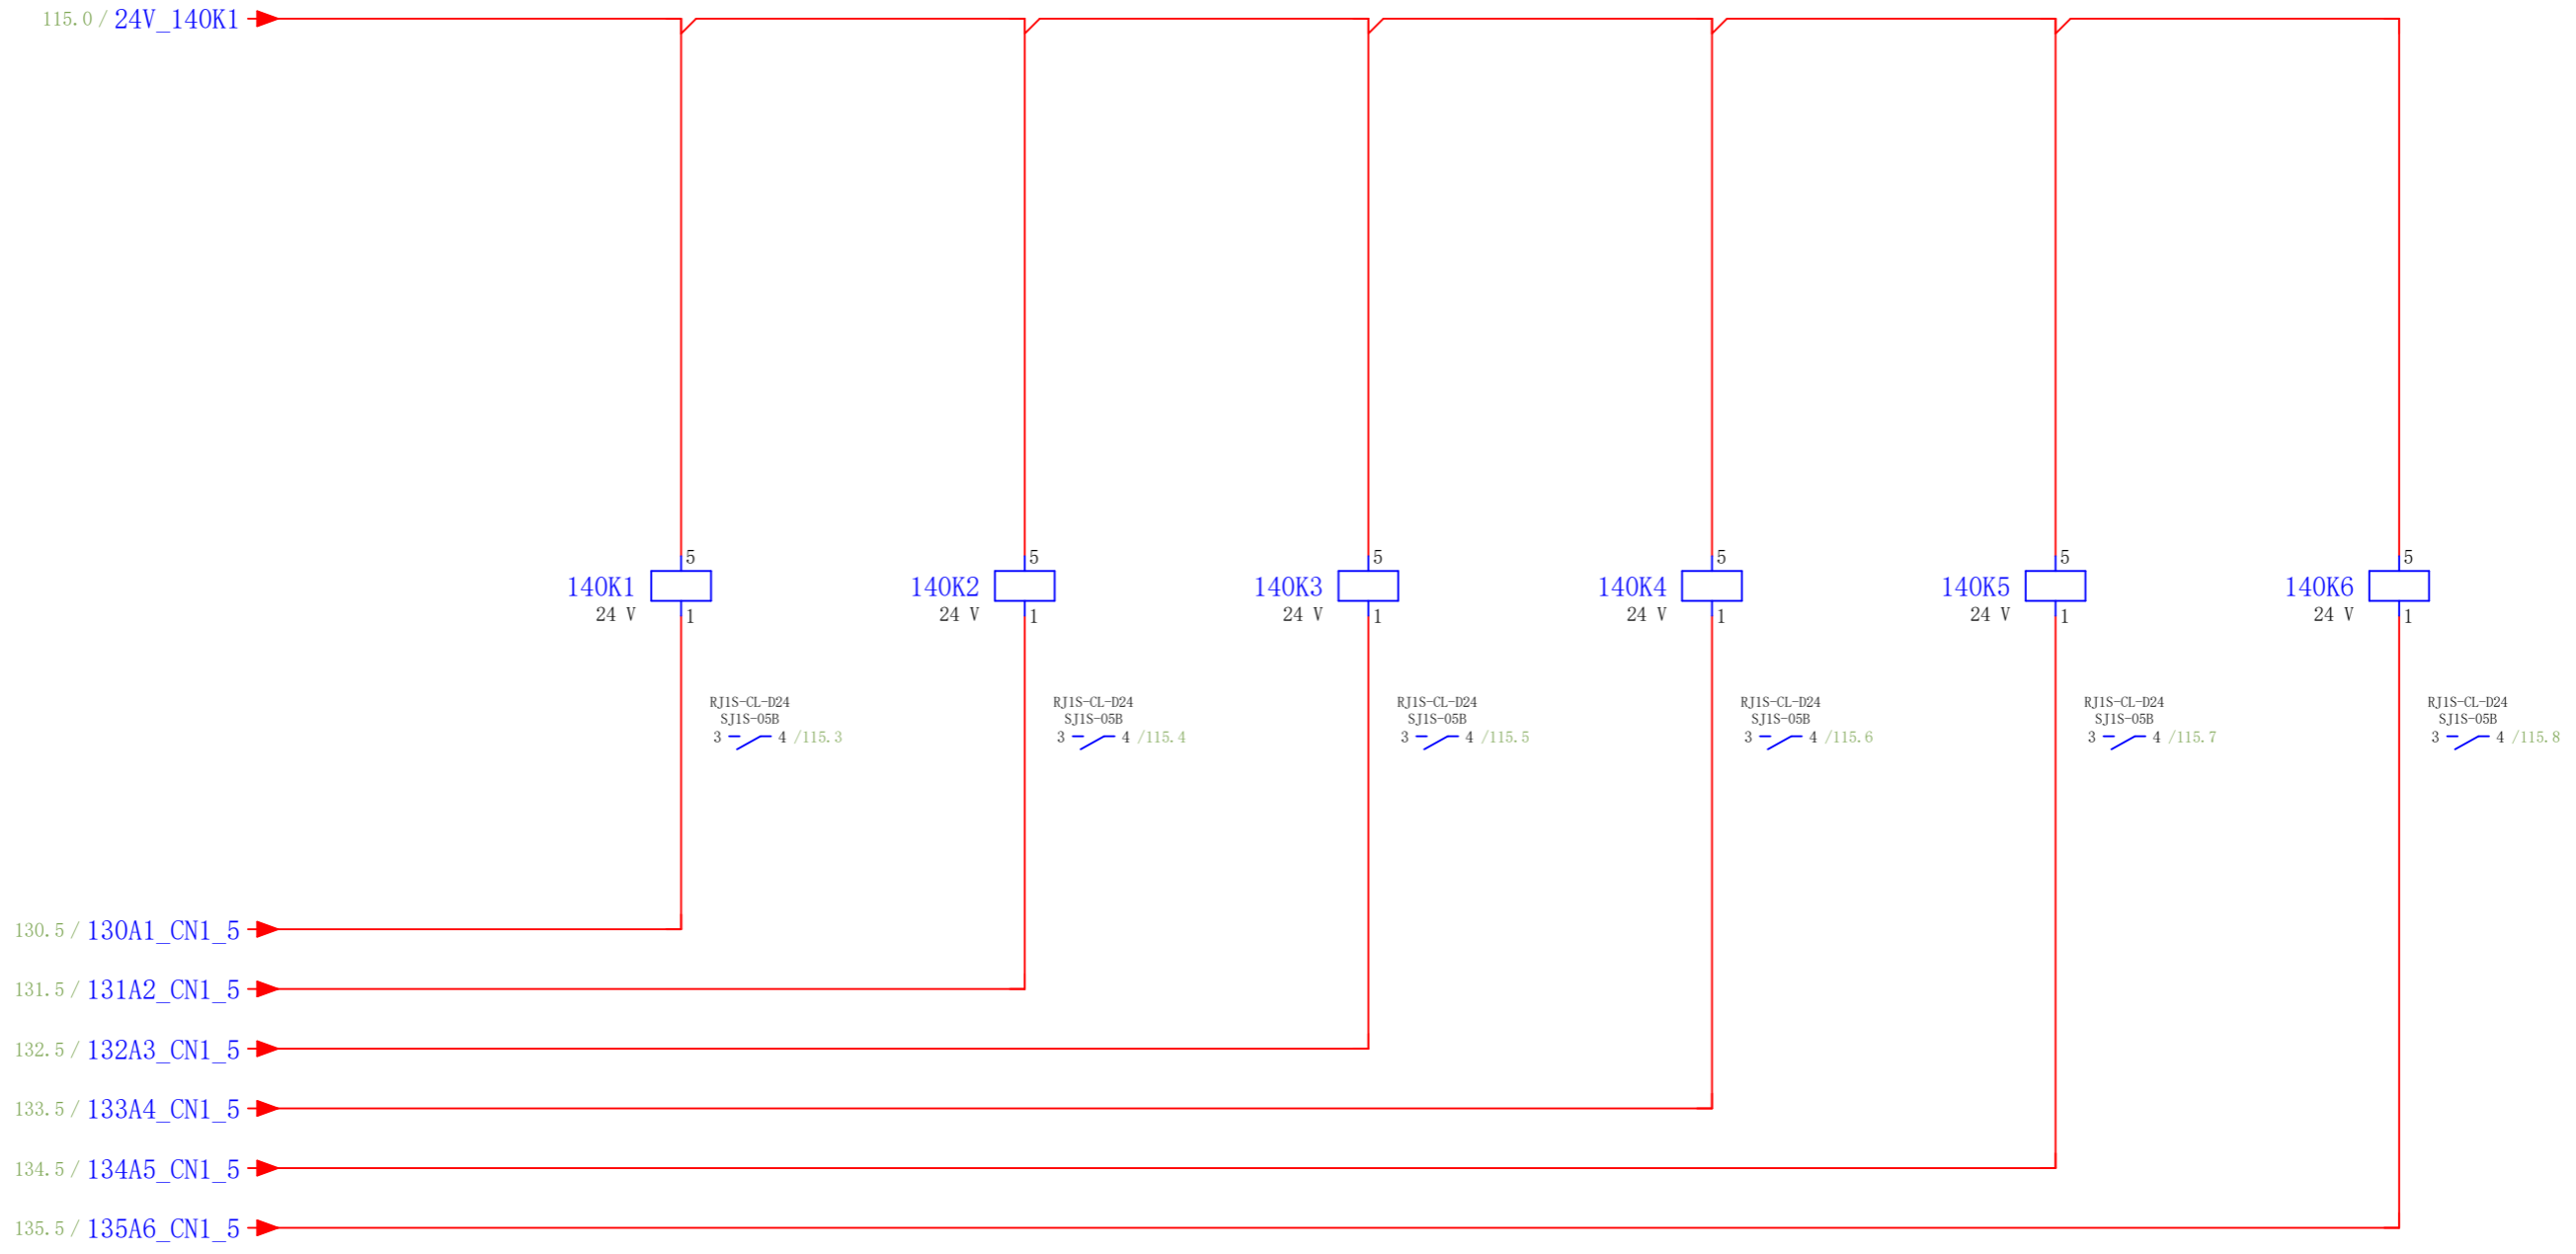 115.0 / 24V_140K1
5 5 5 5 5 5
140K1 140K2 140K3 140K4 140K5 140K6
24 V 24 V 24 V 24 V 24 V 24 V
1 1 1 1 1 1
RJ1S-CL-D24 RJ1S-CL-D24 RJ1S-CL-D24 RJ1S-CL-D24 RJ1S-CL-D24 RJ1S-CL-D24
SJ1S-05B SJ1S-05B SJ1S-05B SJ1S-05B SJ1S-05B SJ1S-05B
3 4 /115.3 3 4 /115.4 3 4 /115.5 3 4 /115.6 3 4 /115.7 3 4 /115.8
130.5 / 130A1_CN1_5
131.5 / 131A2_CN1_5
132.5 / 132A3_CN1_5
133.5 / 133A4_CN1_5
134.5 / 134A5_CN1_5
135.5 / 135A6_CN1_5